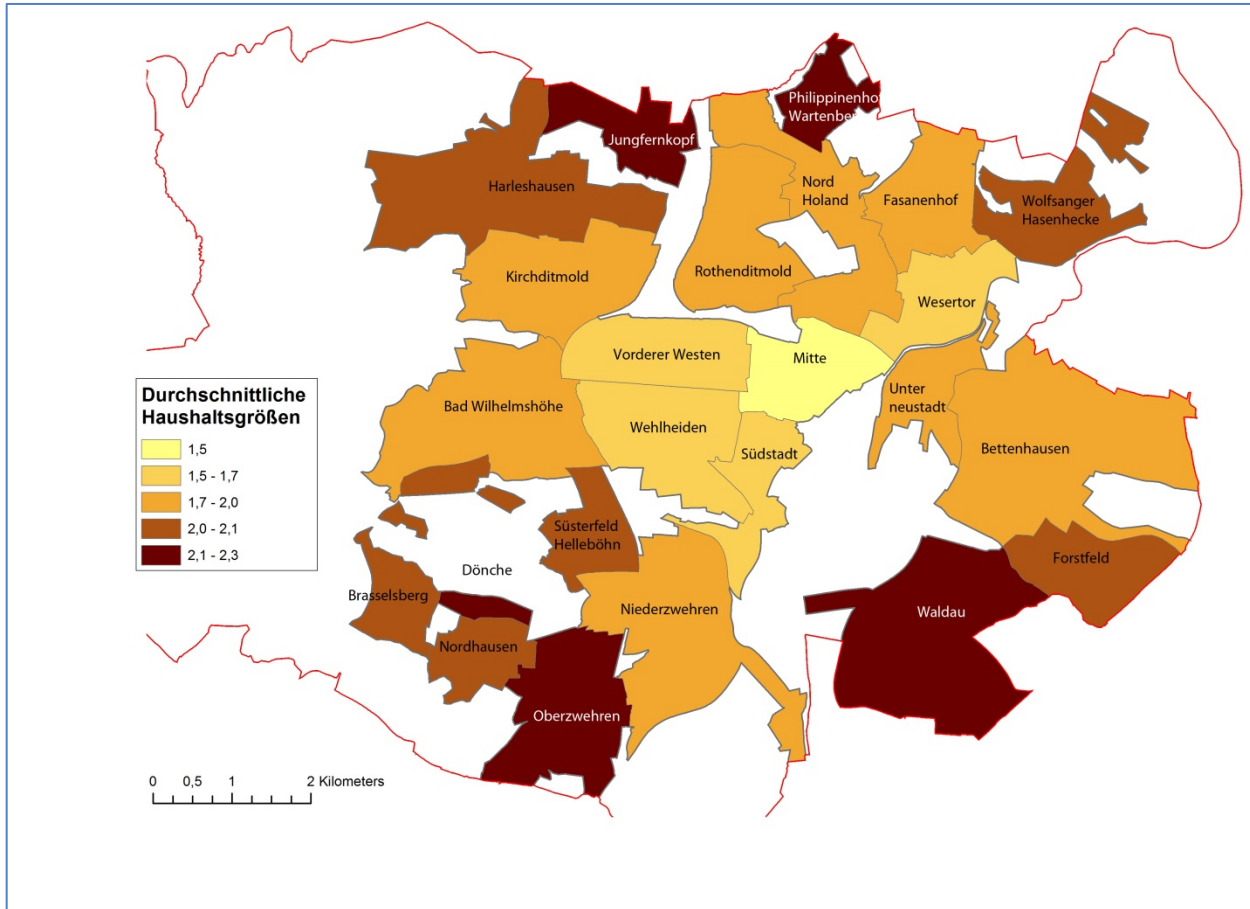 Philippinenhof
Wartenber
Jungfernkopf
Harleshausen
Nord
Holand
Fasanenhof
Wolfsanger
Hasenhecke
Kirchditmold
Rothenditmold
Wesertor
Vorderer Westen
Mitte
Durchschnittliche
Haushaltsgrößen
1,5
1,5 - 1,7
1,7 - 2,0
2,0 - 2,1
2,1 - 2,3
Bad Wilhelmshöhe
Wehlheiden
Südstadt
Unter
neustadt
Bettenhausen
Süsterfeld
Helleböhn
Dönche
Forstfeld
Brasselsberg
Niederzwehren
Waldau
Nordhausen
Oberzwehren
0 0,5 1 2 Kilometers